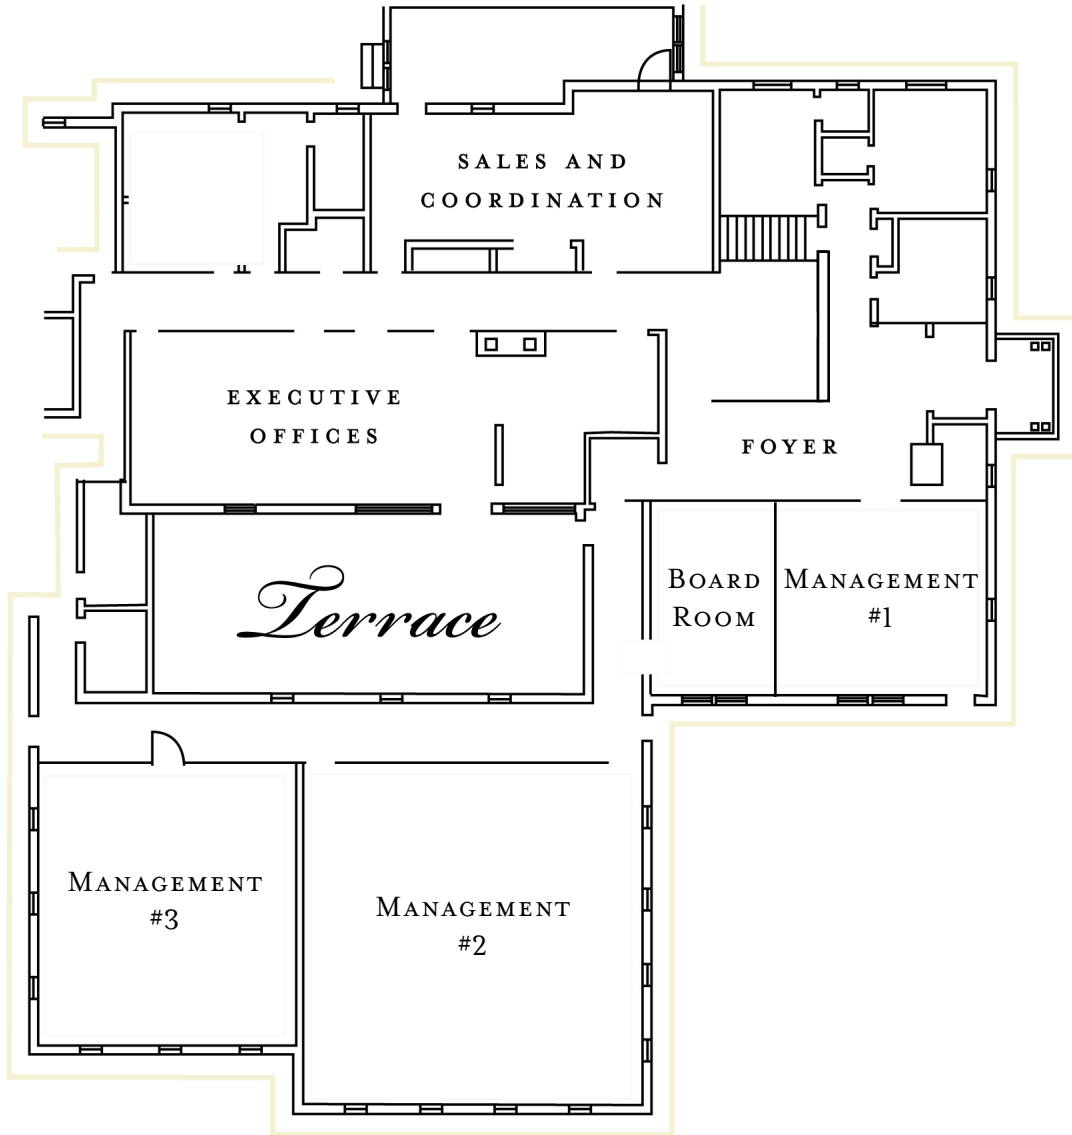 SALES AND
COORDINATION
EXECUTIVE
OFFICES
FOYER
Board
Room
Management
#1
Terrace
Management
#3
Management
#2